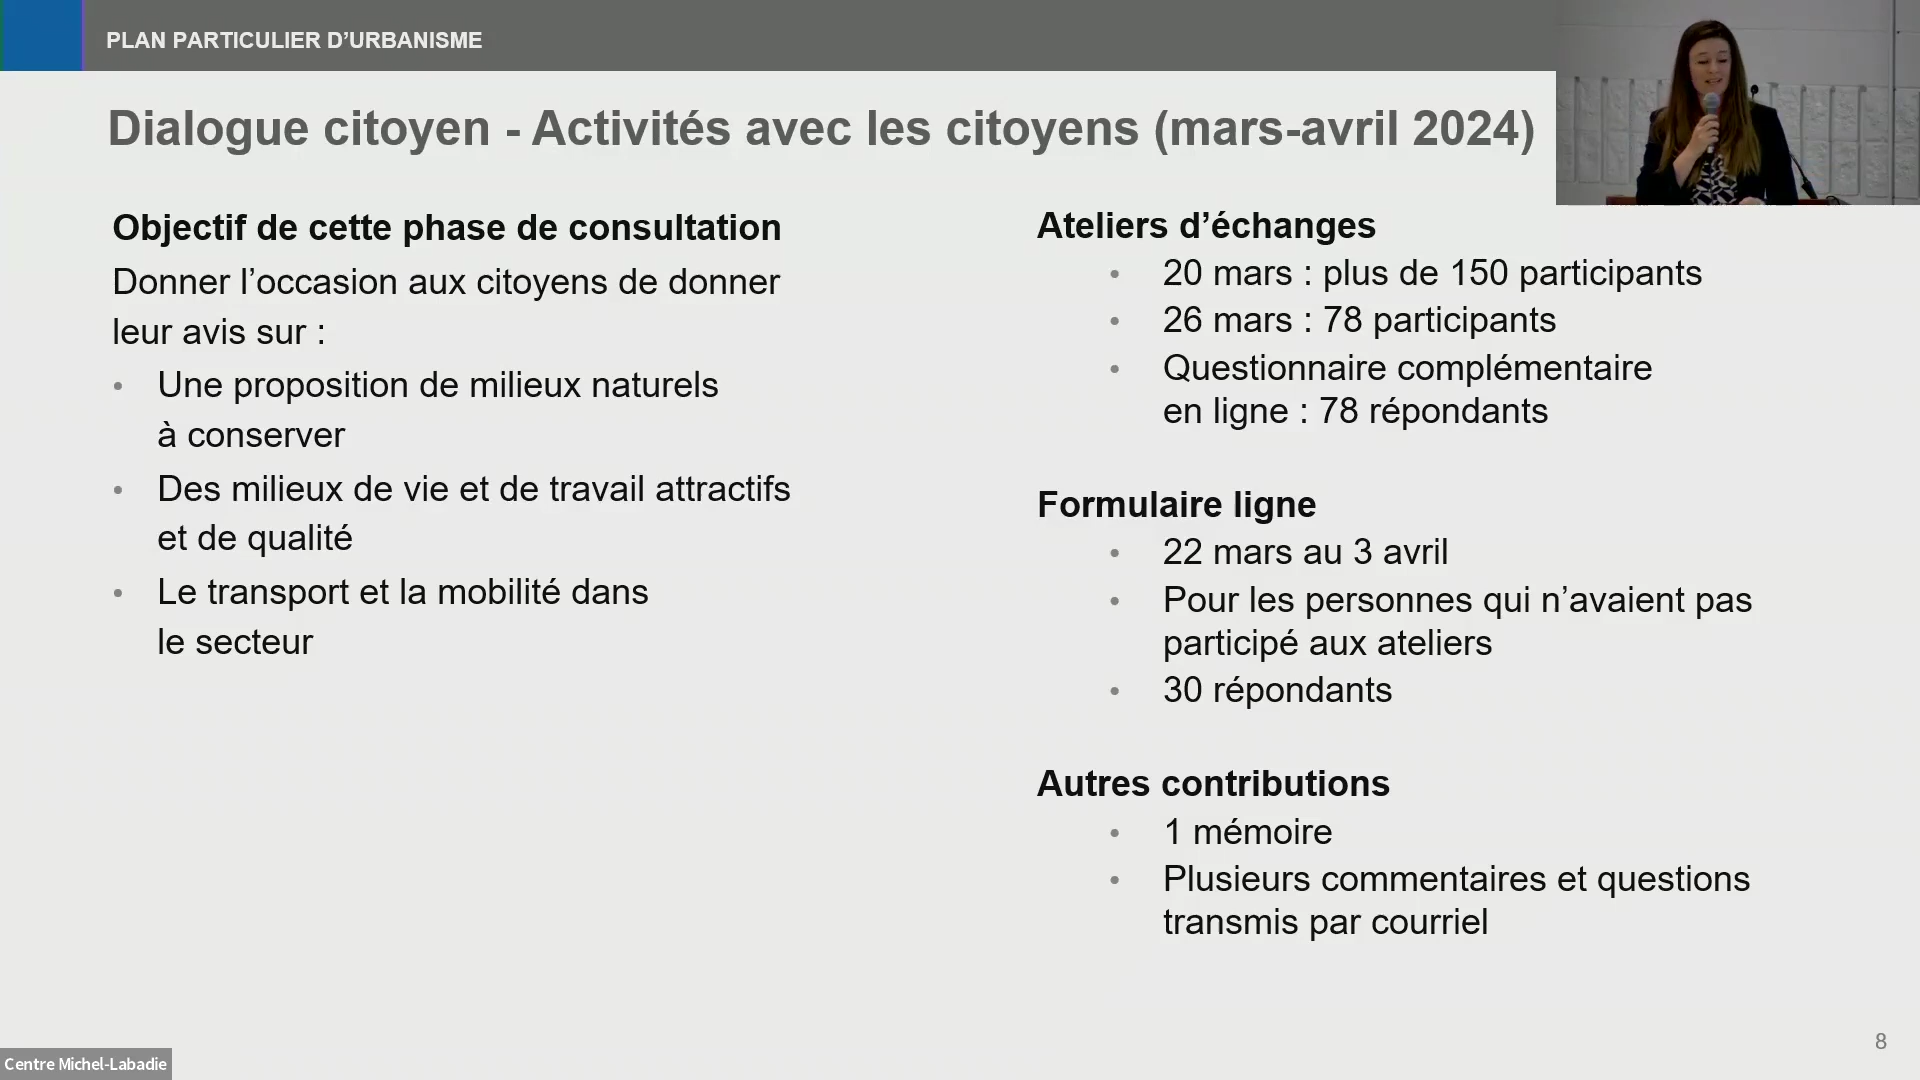 PLAN PARTICULIER D’URBANISME
Dialogue citoyen - Activités avec les citoyens (mars-avril 2024)
Objectif de cette phase de consultation
Donner l’occasion aux citoyens de donner
leur avis sur :
• Une proposition de milieux naturels
à conserver
• Des milieux de vie et de travail attractifs
et de qualité
• Le transport et la mobilité dans
le secteur
Ateliers d’échanges
• 20 mars : plus de 150 participants
• 26 mars : 78 participants
• Questionnaire complémentaire
en ligne : 78 répondants
Formulaire ligne
• 22 mars au 3 avril
• Pour les personnes qui n’avaient pas
participé aux ateliers
• 30 répondants
Autres contributions
• 1 mémoire
• Plusieurs commentaires et questions
transmis par courriel
8
Centre Michel-Labadie